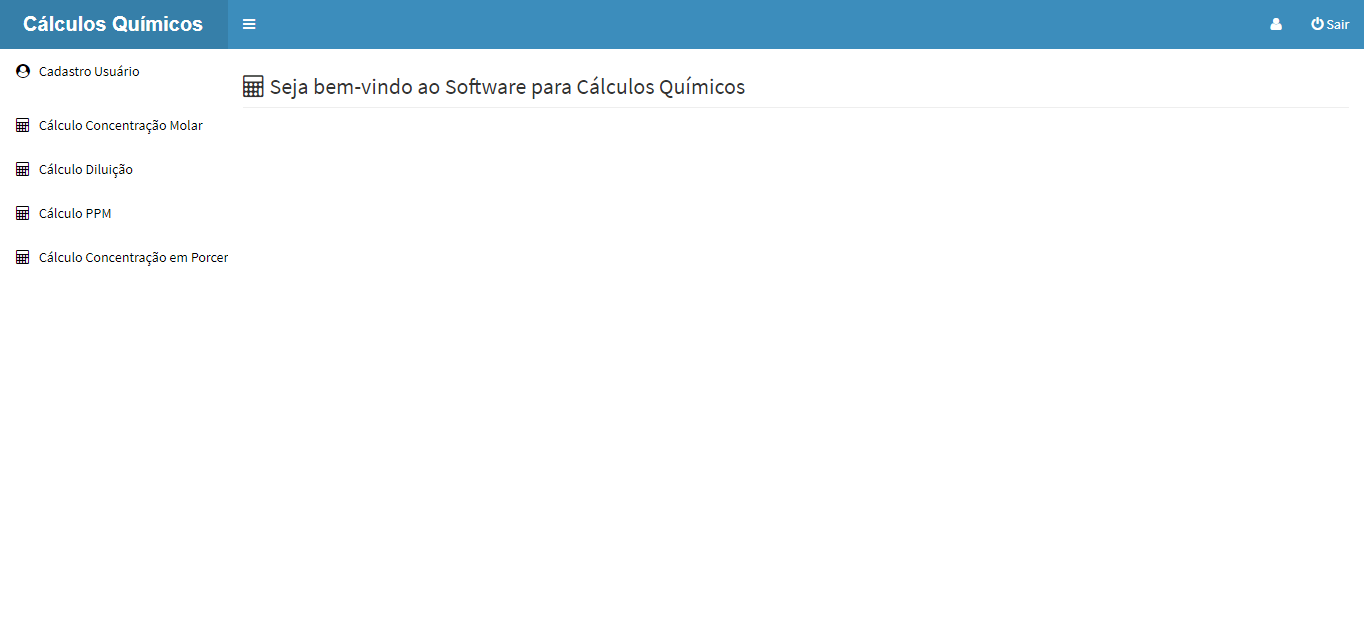 Cálculos Químicos
Sair
Cadastro Usuário
Seja bem-vindo ao Software para Cálculos Químicos
Cálculo Concentração Molar
Cálculo Diluição
Cálculo PPM
Cálculo Concentração em Porcer